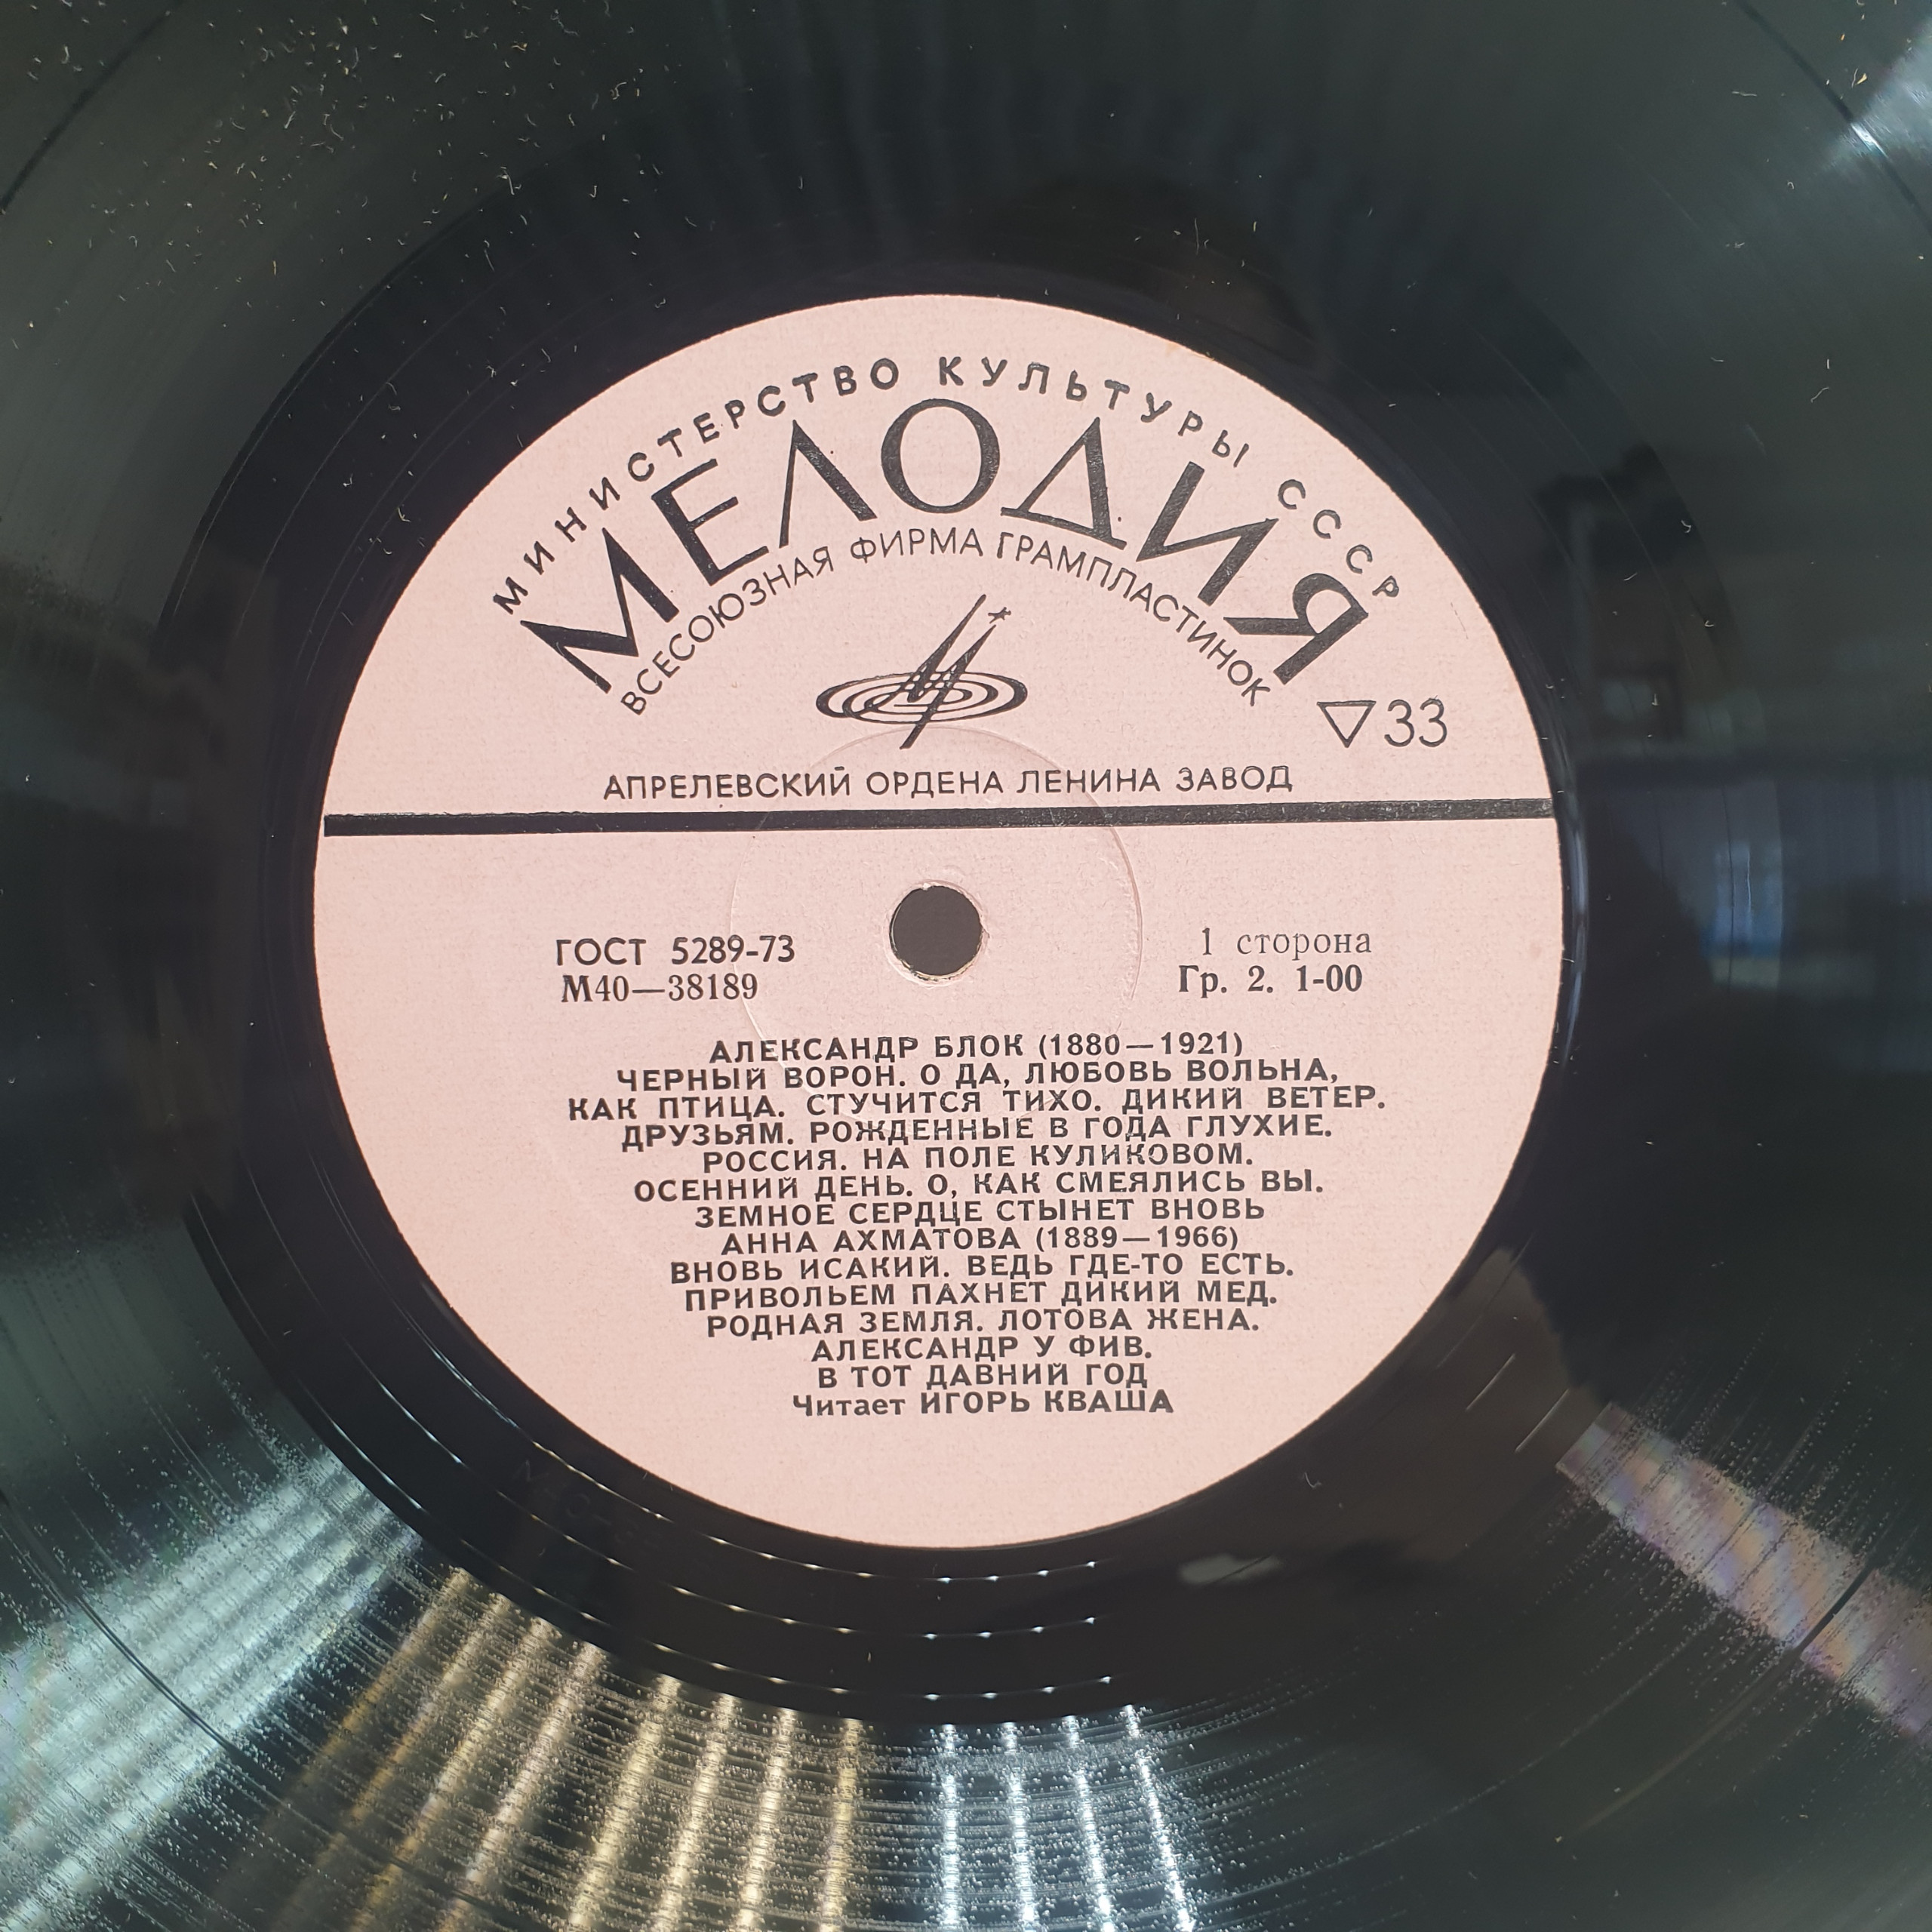 МИНИСТЕРСТВО КУЛЬТУРЫ СССР
МЕЛОДИЯ
ВСЕСОЮЗНАЯ ФИРМА ГРАМПЛАСТИНОК
33
АПРЕЛЕВСКИЙ ОРДЕНА ЛЕНИНА ЗАВОД
ГОСТ 5289-73
М40—38189
1 сторона
Гр. 2. 1-00
АЛЕКСАНДР БЛОК (1880—1921)
ЧЕРНЫЙ ВОРОН. О ДА, ЛЮБОВЬ ВОЛЬНА,
КАК ПТИЦА. СТУЧИТСЯ ТИХО. ДИКИЙ ВЕТЕР.
ДРУЗЬЯМ. РОЖДЕННЫЕ В ГОДА ГЛУХИЕ.
РОССИЯ. НА ПОЛЕ КУЛИКОВОМ.
ОСЕННИЙ ДЕНЬ. О, КАК СМЕЯЛИСЬ ВЫ.
ЗЕМНОЕ СЕРДЦЕ СТЫНЕТ ВНОВЬ
АННА АХМАТОВА (1889—1966)
ВНОВЬ ИСАКИЙ. ВЕДЬ ГДЕ-ТО ЕСТЬ.
ПРИВОЛЬЕМ ПАХНЕТ ДИКИЙ МЕД.
РОДНАЯ ЗЕМЛЯ. ЛОТОВА ЖЕНА.
АЛЕКСАНДР У ФИВ.
В ТОТ ДАВНИЙ ГОД
Читает ИГОРЬ КВАША